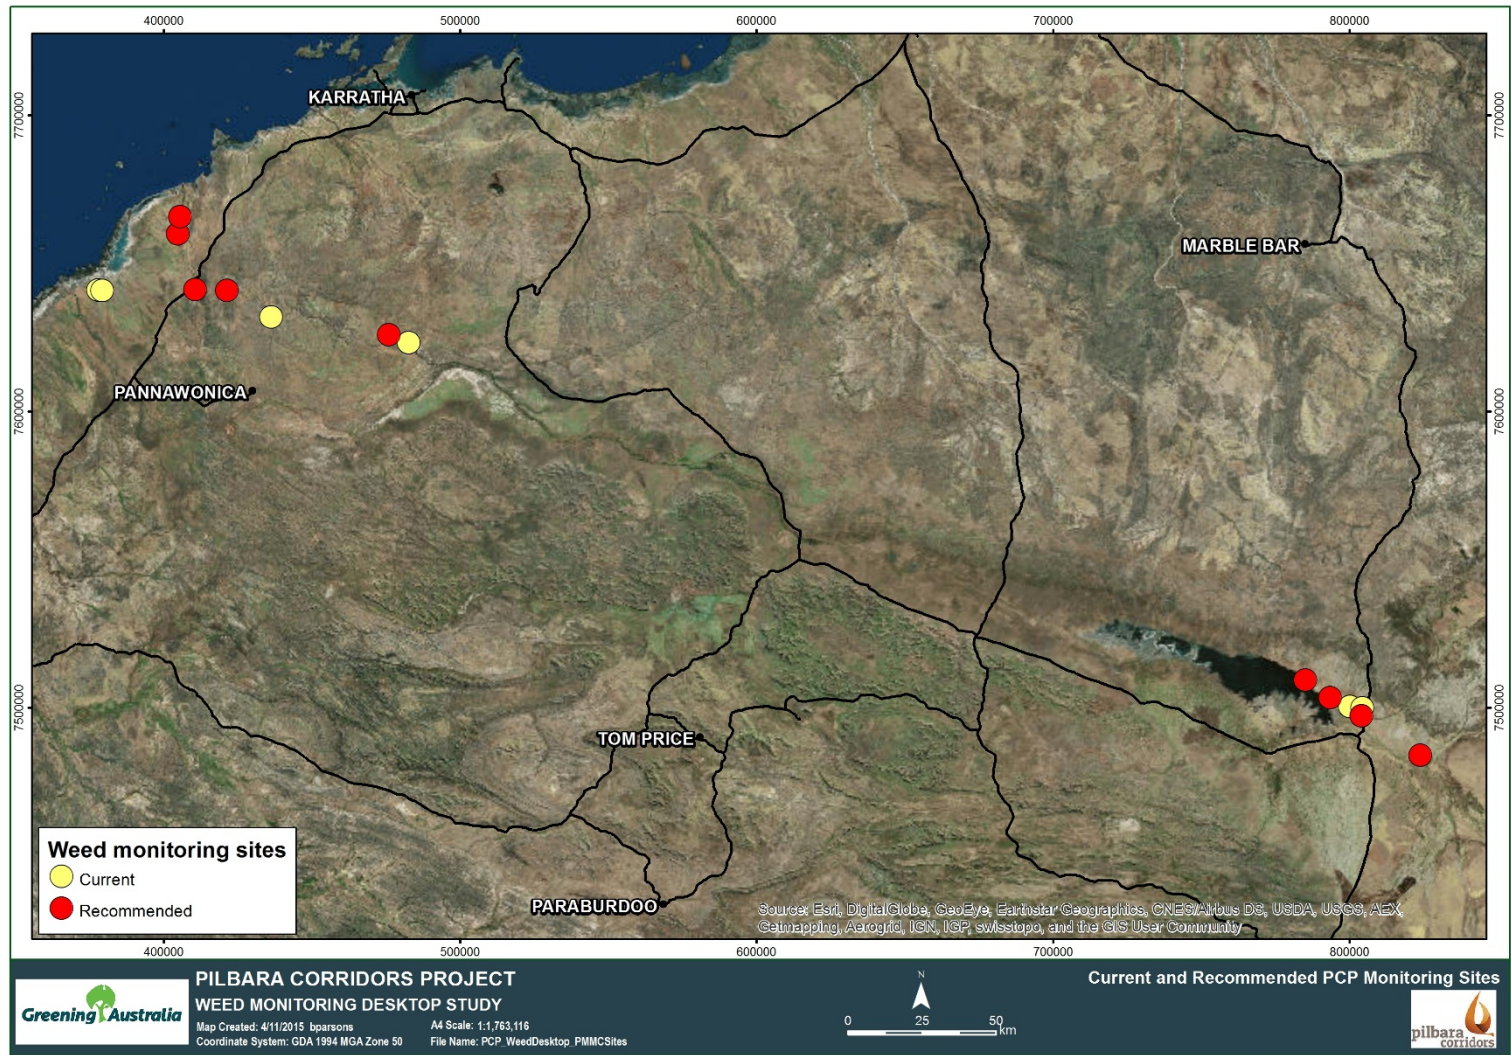 400000
500000
600000
700000
800000
7700000
7700000
KARRATHA
MARBLE BAR
PANNAWONICA
7600000
7600000
7500000
7500000
TOM PRICE
PARABURDOO
Weed monitoring sites
Current
Recommended
Source: Esri, DigitalGlobe, GeoEye, Earthstar Geographics, CNES/Airbus DS, USDA, USGS, AEX,
Getmapping, Aerogrid, IGN, IGP, swisstopo, and the GIS User Community
400000
500000
600000
700000
800000
Greening Australia
PILBARA CORRIDORS PROJECT
WEED MONITORING DESKTOP STUDY
Map Created: 4/11/2015 bparsons
A4 Scale: 1:1,763,116
Coordinate System: GDA 1994 MGA Zone 50
File Name: PCP_WeedDesktop_PMMCSites
N
0
25
50
km
Current and Recommended PCP Monitoring Sites
pilbara
corridors